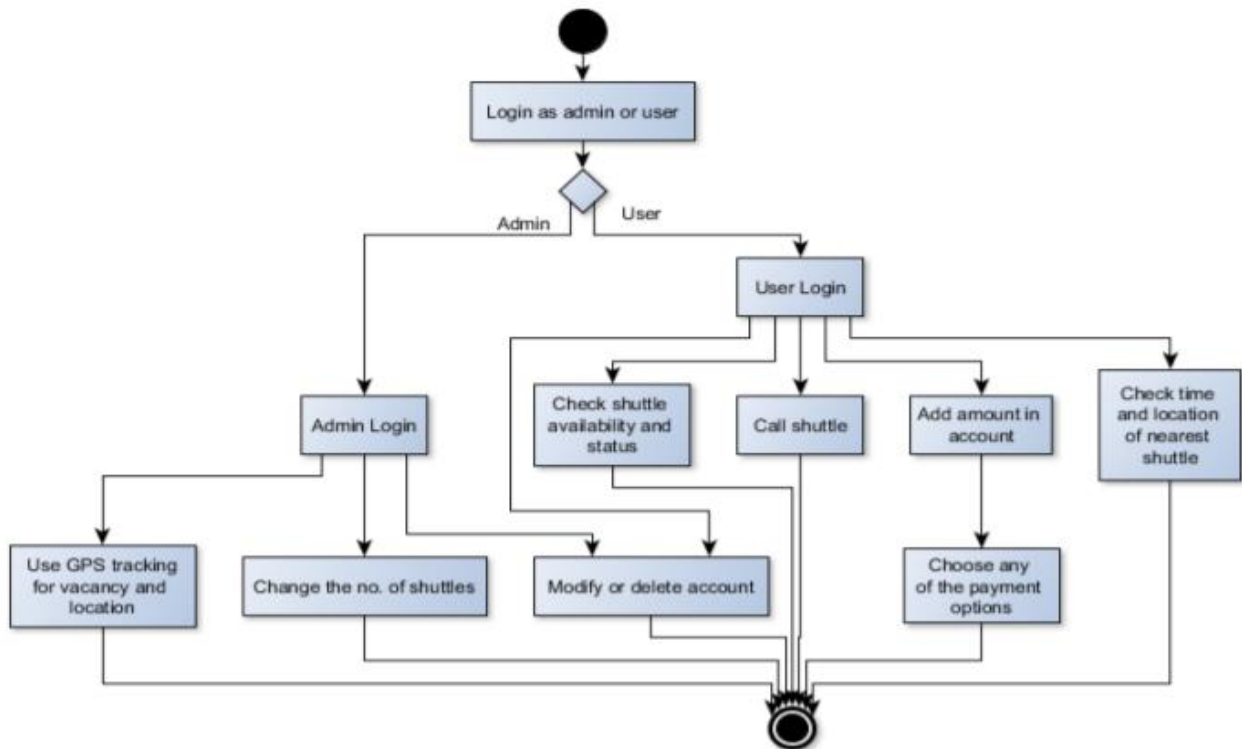 Login as admin or user
Admin
User
User Login
Admin Login
Check shuttle
availability and
status
Call shuttle
Add amount in
account
Check time
and location
of nearest
shuttle
Use GPS tracking
for vacancy and
location
Change the no. of shuttles
Modify or delete account
Choose any
of the payment
options